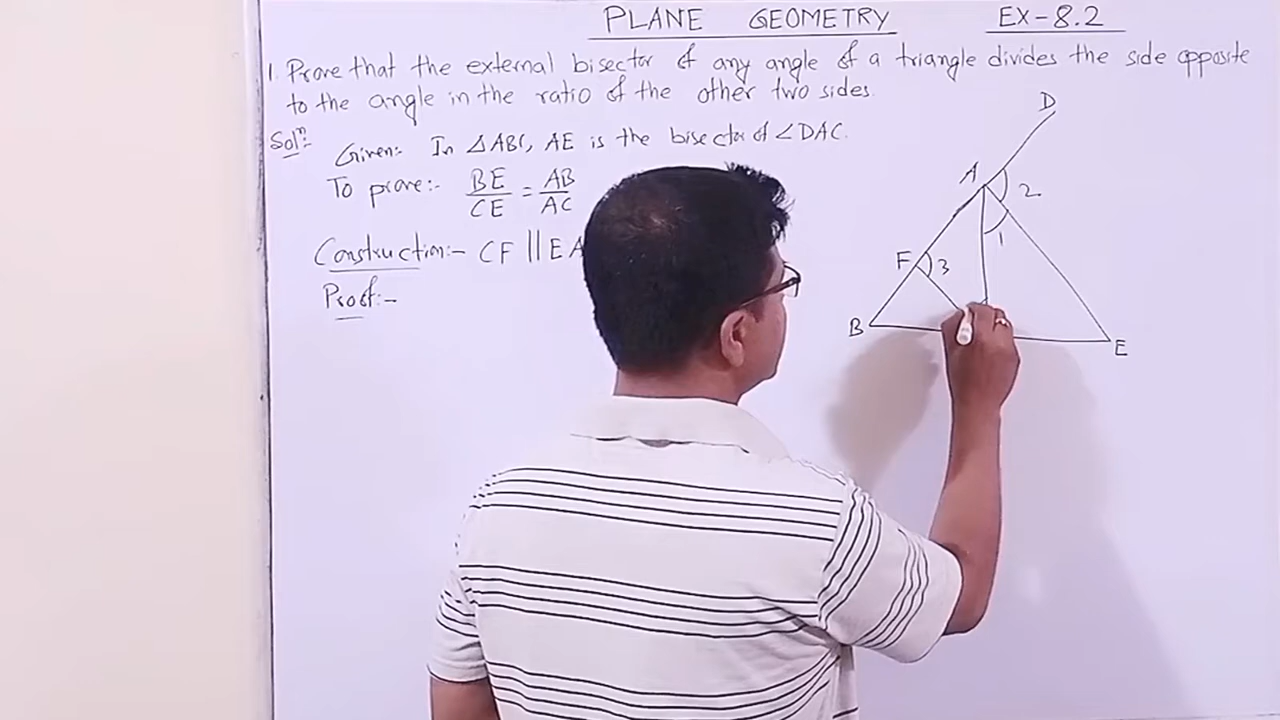 PLANE GEOMETRY EX-8.2
1. Prove that the external bisector of any angle of a triangle divides the side opposite
to the angle in the ratio of the other two sides.
Solⁿ:-
Given:- In △ABC, AE is the bisector of ∠DAC.
To prove:- BE/CE = AB/AC
Construction:- CF || EA
Proof:-
D
A
2
1
F 3
B
E